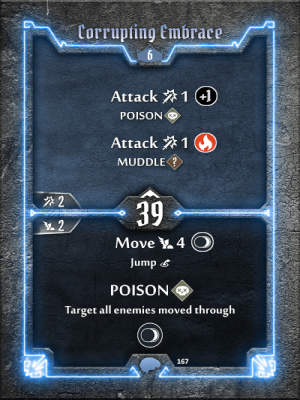 Corrupting Embrace
6
Attack 1 +1
POISON
Attack 1
MUDDLE ?
2
39
2
Move 4
Jump
POISON
Target all enemies moved through
167